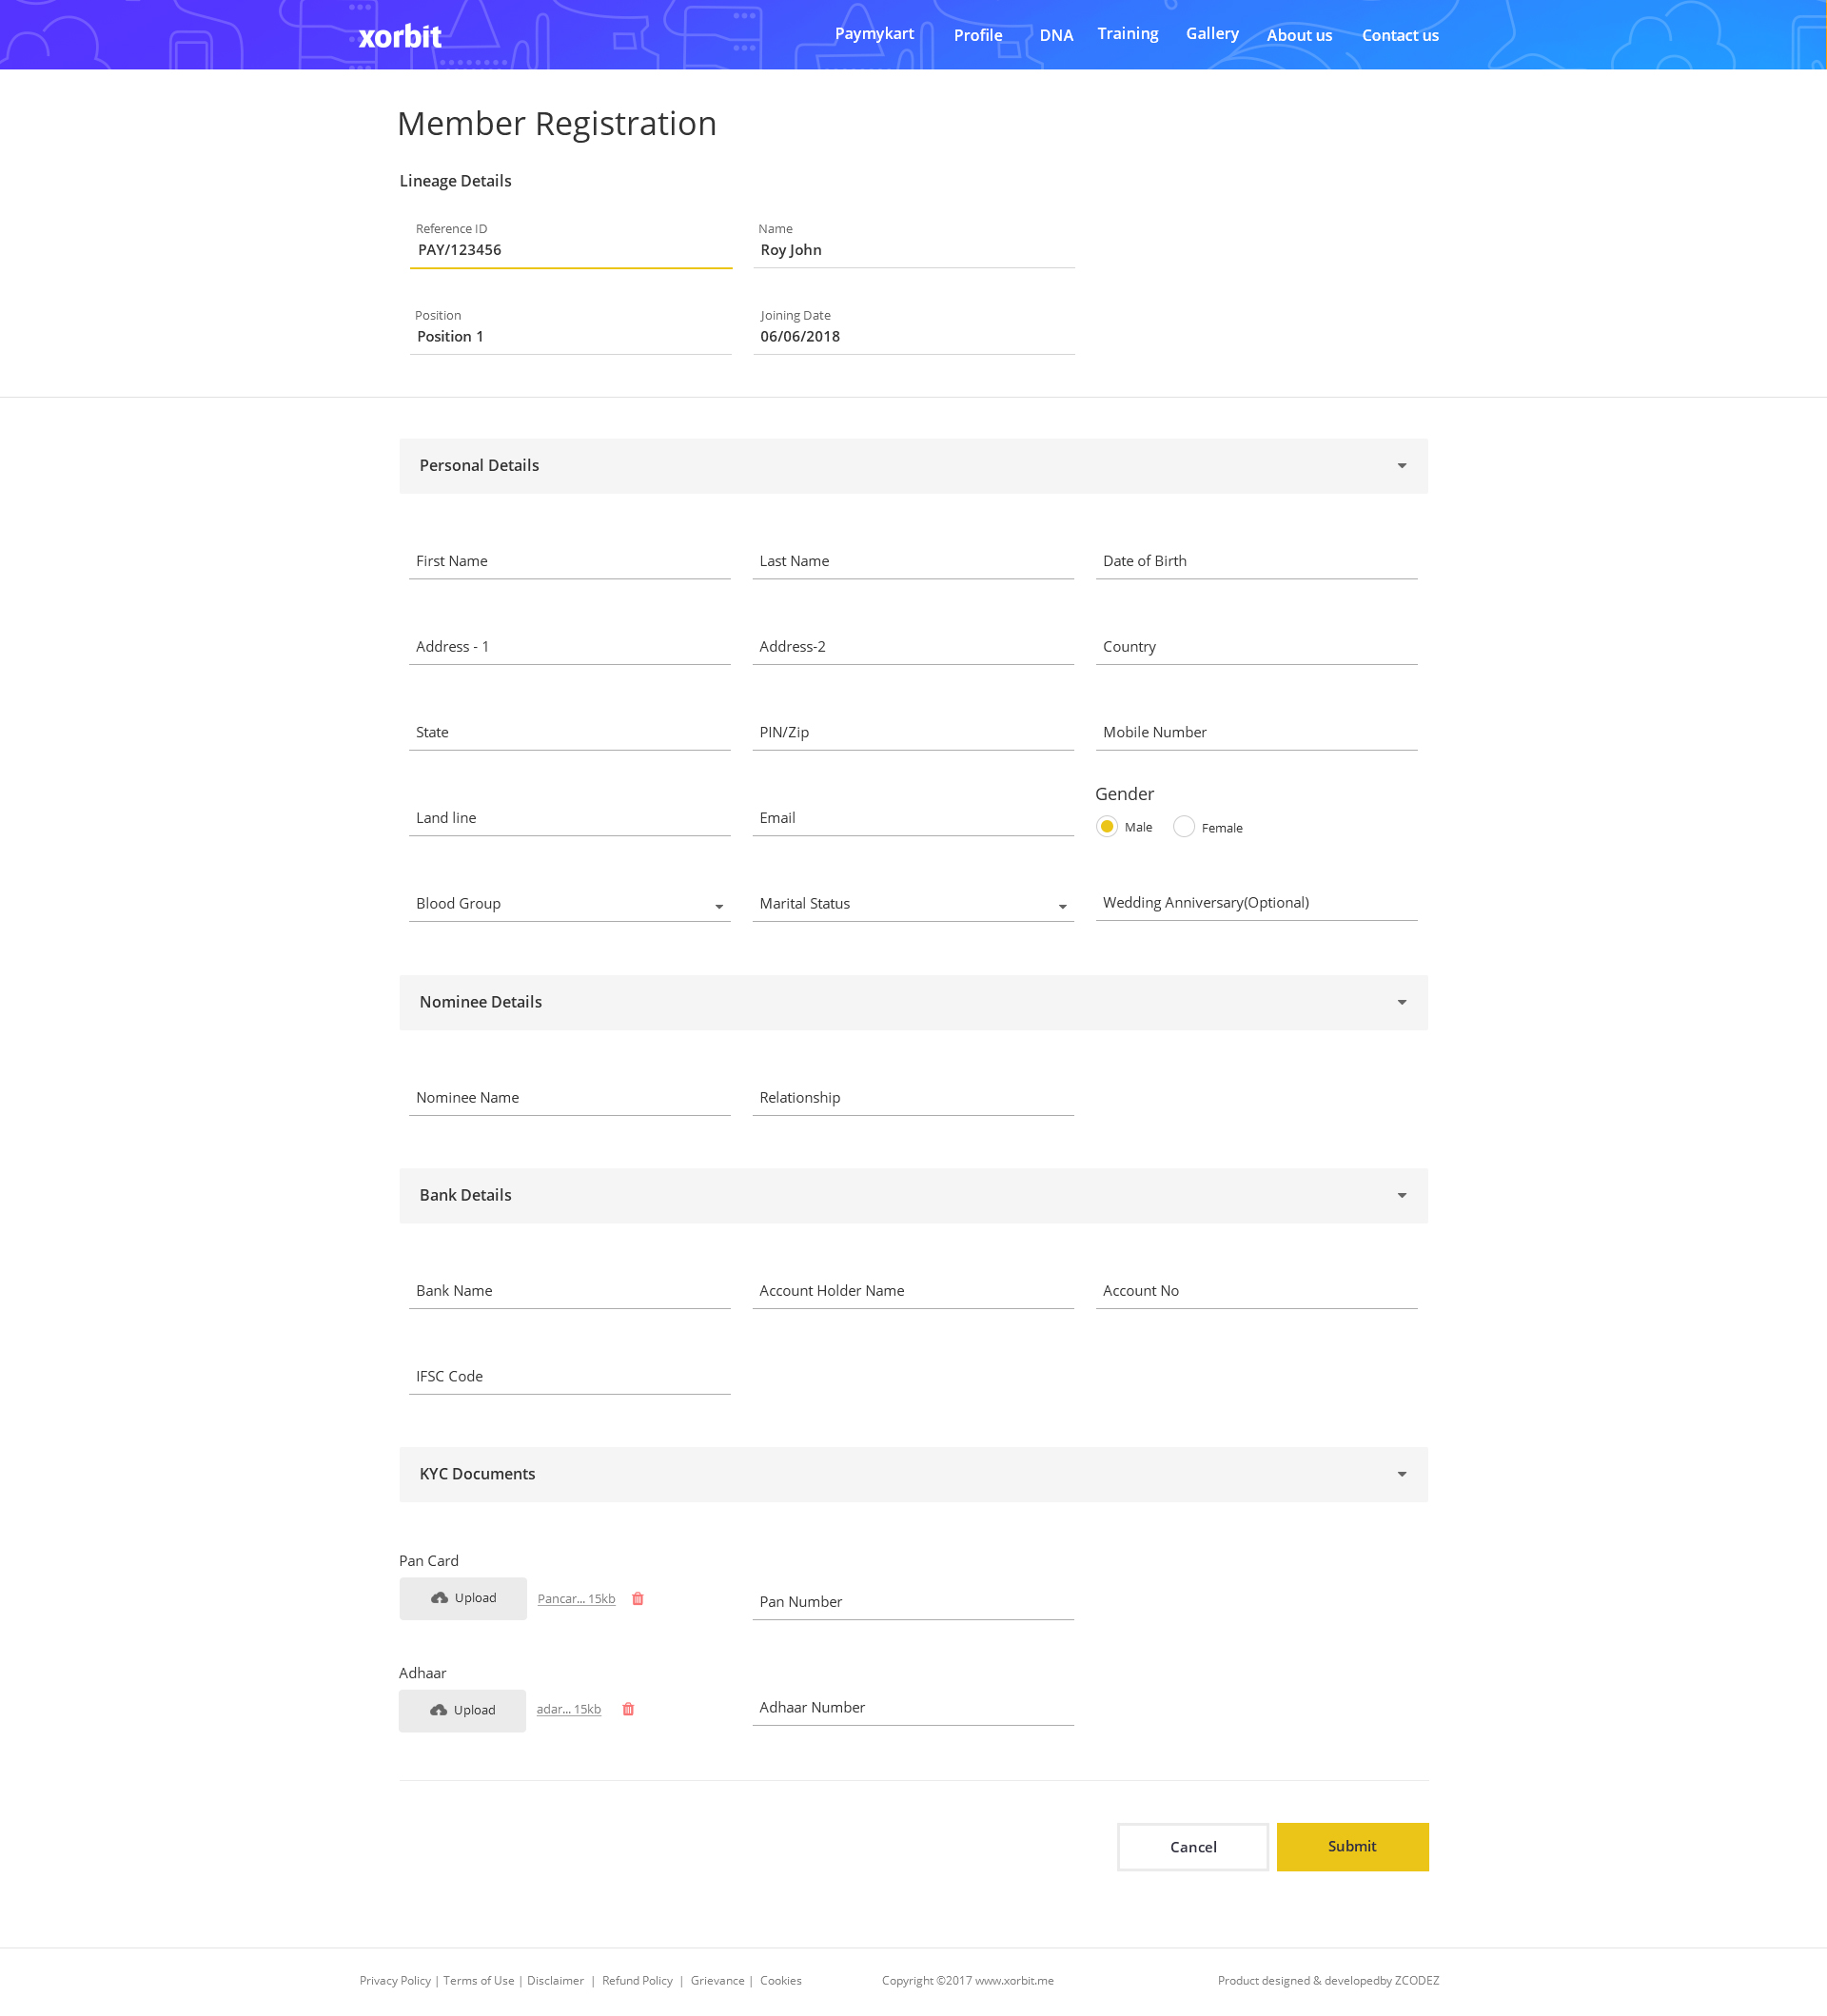 xorbit Paymykart Profile DNA Training Gallery About us Contact us
Member Registration
Lineage Details
Reference ID Name
PAY/123456 Roy John
Position Joining Date
Position 1 06/06/2018
Personal Details
First Name Last Name Date of Birth
Address - 1 Address-2 Country
State PIN/Zip Mobile Number
Gender
Land line Email Male Female
Blood Group Marital Status Wedding Anniversary(Optional)
Nominee Details
Nominee Name Relationship
Bank Details
Bank Name Account Holder Name Account No
IFSC Code
KYC Documents
Pan Card
Upload Pancar... 15kb Pan Number
Adhaar
Upload adar... 15kb Adhaar Number
Cancel Submit
Privacy Policy | Terms of Use | Disclaimer | Refund Policy | Grievance | Cookies Copyright ©2017 www.xorbit.me Product designed & developedby ZCODEZ